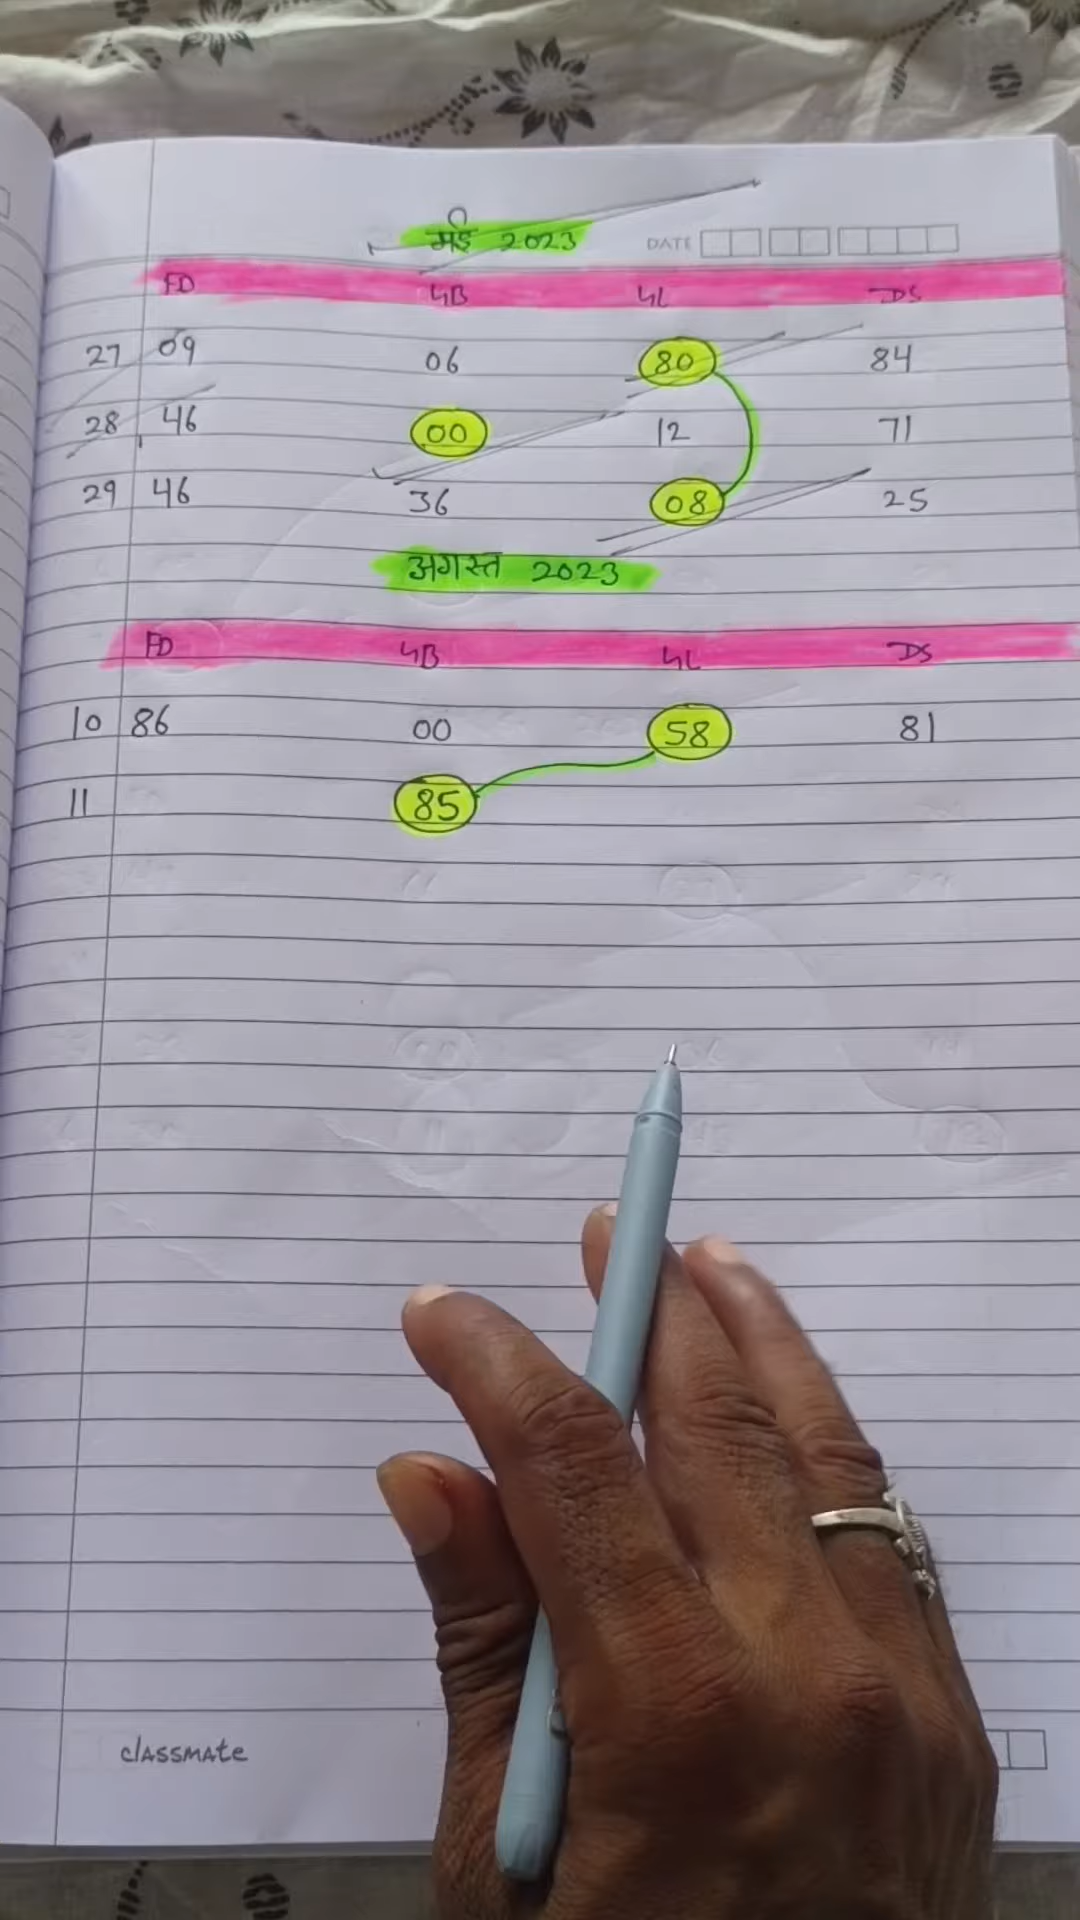 मई 2023
DATE
FD GB GL DS
27 09 06 80 84
28 46 00 12 71
29 46 36 08 25
अगस्त 2023
FD GB GL DS
10 86 00 58 81
11 85
classmate